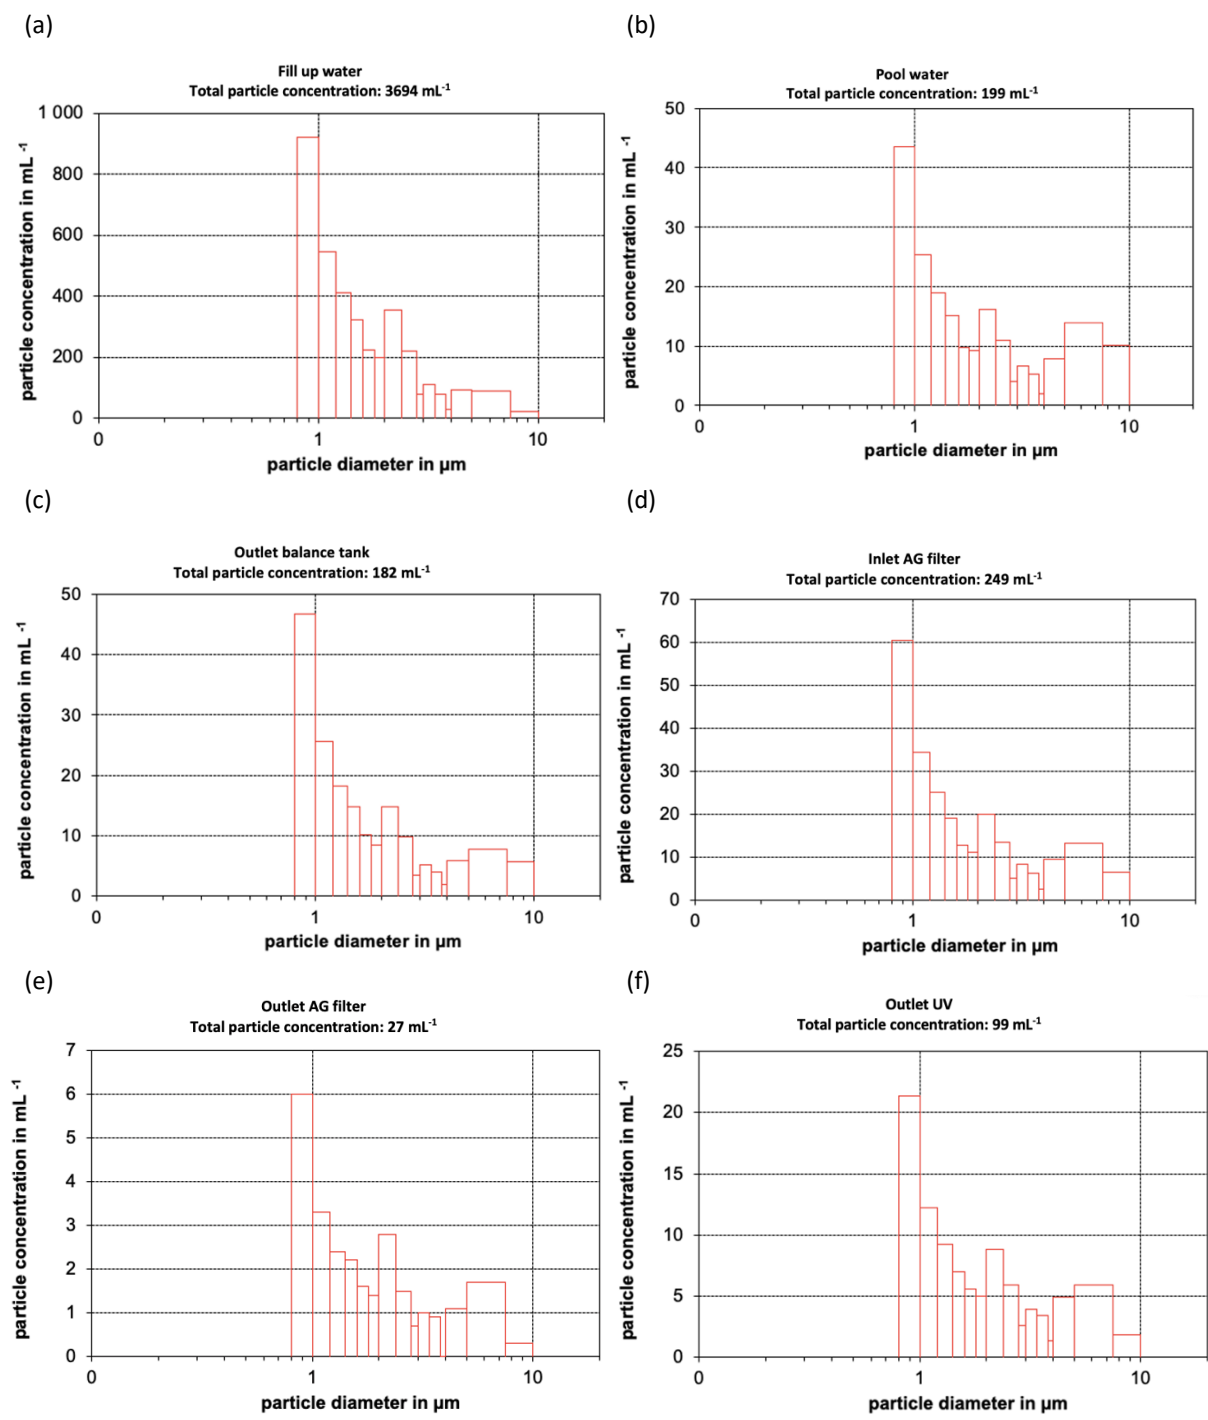 (a)
Fill up water
Total particle concentration: 3694 mL-1
1 000
800
600
400
200
0
particle concentration in mL -1
0 1 10
particle diameter in µm
(b)
Pool water
Total particle concentration: 199 mL-1
50
40
30
20
10
0
particle concentration in mL -1
0 1 10
particle diameter in µm
(c)
Outlet balance tank
Total particle concentration: 182 mL-1
50
40
30
20
10
0
particle concentration in mL -1
0 1 10
particle diameter in µm
(d)
Inlet AG filter
Total particle concentration: 249 mL-1
70
60
50
40
30
20
10
0
particle concentration in mL -1
0 1 10
particle diameter in µm
(e)
Outlet AG filter
Total particle concentration: 27 mL-1
7
6
5
4
3
2
1
0
particle concentration in mL -1
0 1 10
particle diameter in µm
(f)
Outlet UV
Total particle concentration: 99 mL-1
25
20
15
10
5
0
particle concentration in mL -1
0 1 10
particle diameter in µm